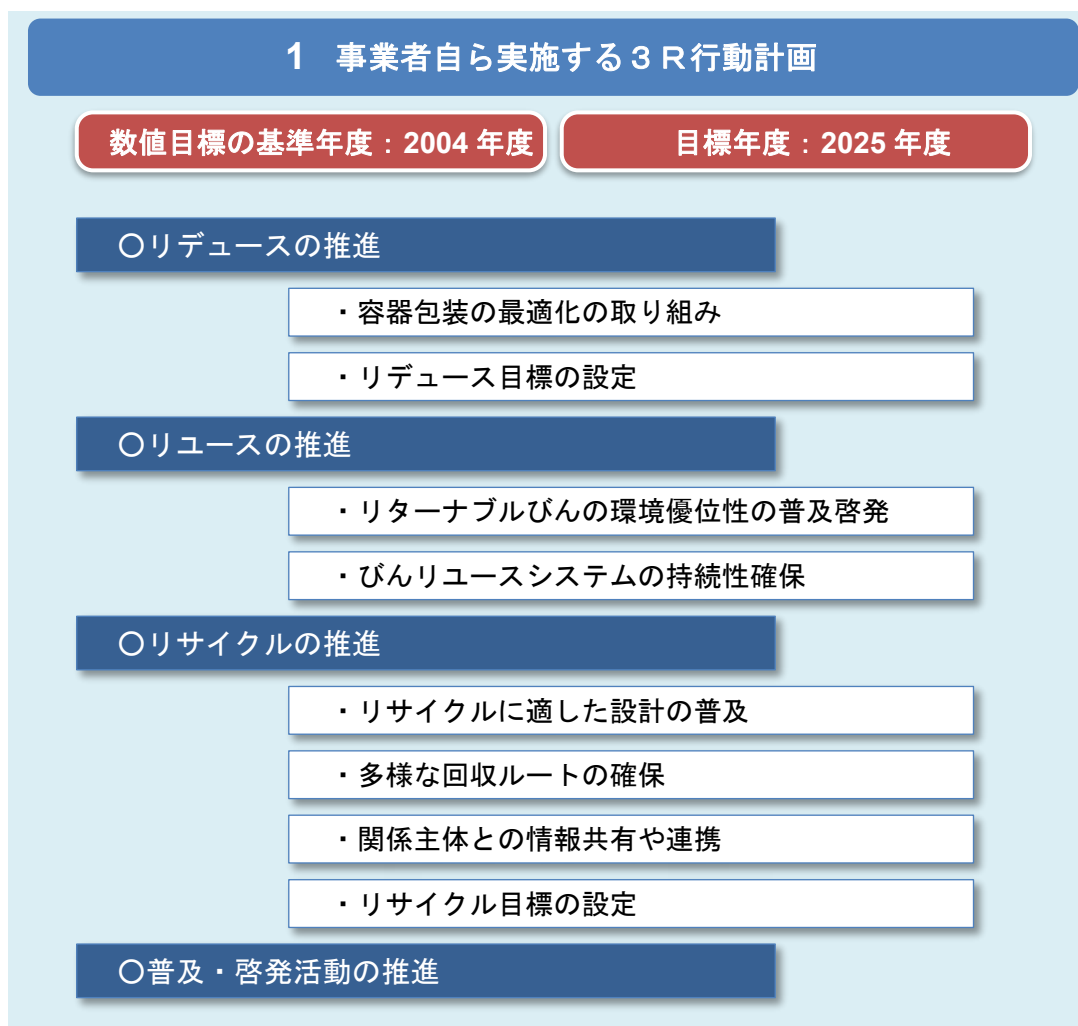 1 事業者自ら実施する３Ｒ行動計画
数値目標の基準年度：2004 年度
目標年度：2025 年度
〇リデュースの推進
・容器包装の最適化の取り組み
・リデュース目標の設定
〇リユースの推進
・リターナブルびんの環境優位性の普及啓発
・びんリユースシステムの持続性確保
〇リサイクルの推進
・リサイクルに適した設計の普及
・多様な回収ルートの確保
・関係主体との情報共有や連携
・リサイクル目標の設定
〇普及・啓発活動の推進